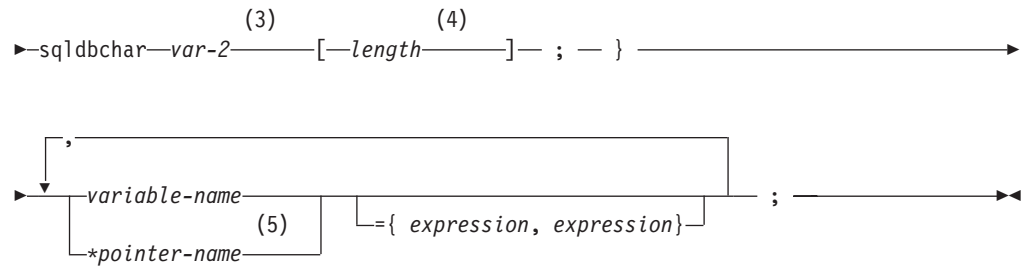 (3) (4)
sqldbchar var-2 [ length ] ; }
,
variable-name ;
(5) ={ expression, expression}
*pointer-name